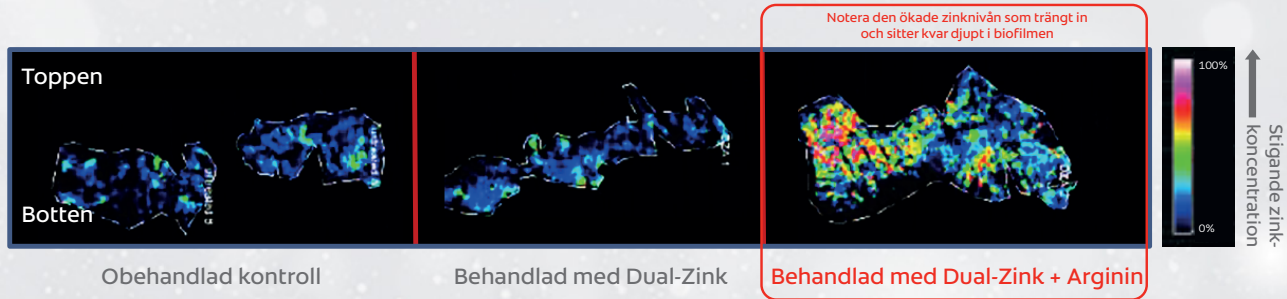 Notera den ökade zinknivån som trängt in
och sitter kvar djupt i biofilmen
Toppen
Botten
100%
0%
Stigande zink-
koncentration
Obehandlad kontroll
Behandlad med Dual-Zink
Behandlad med Dual-Zink + Arginin